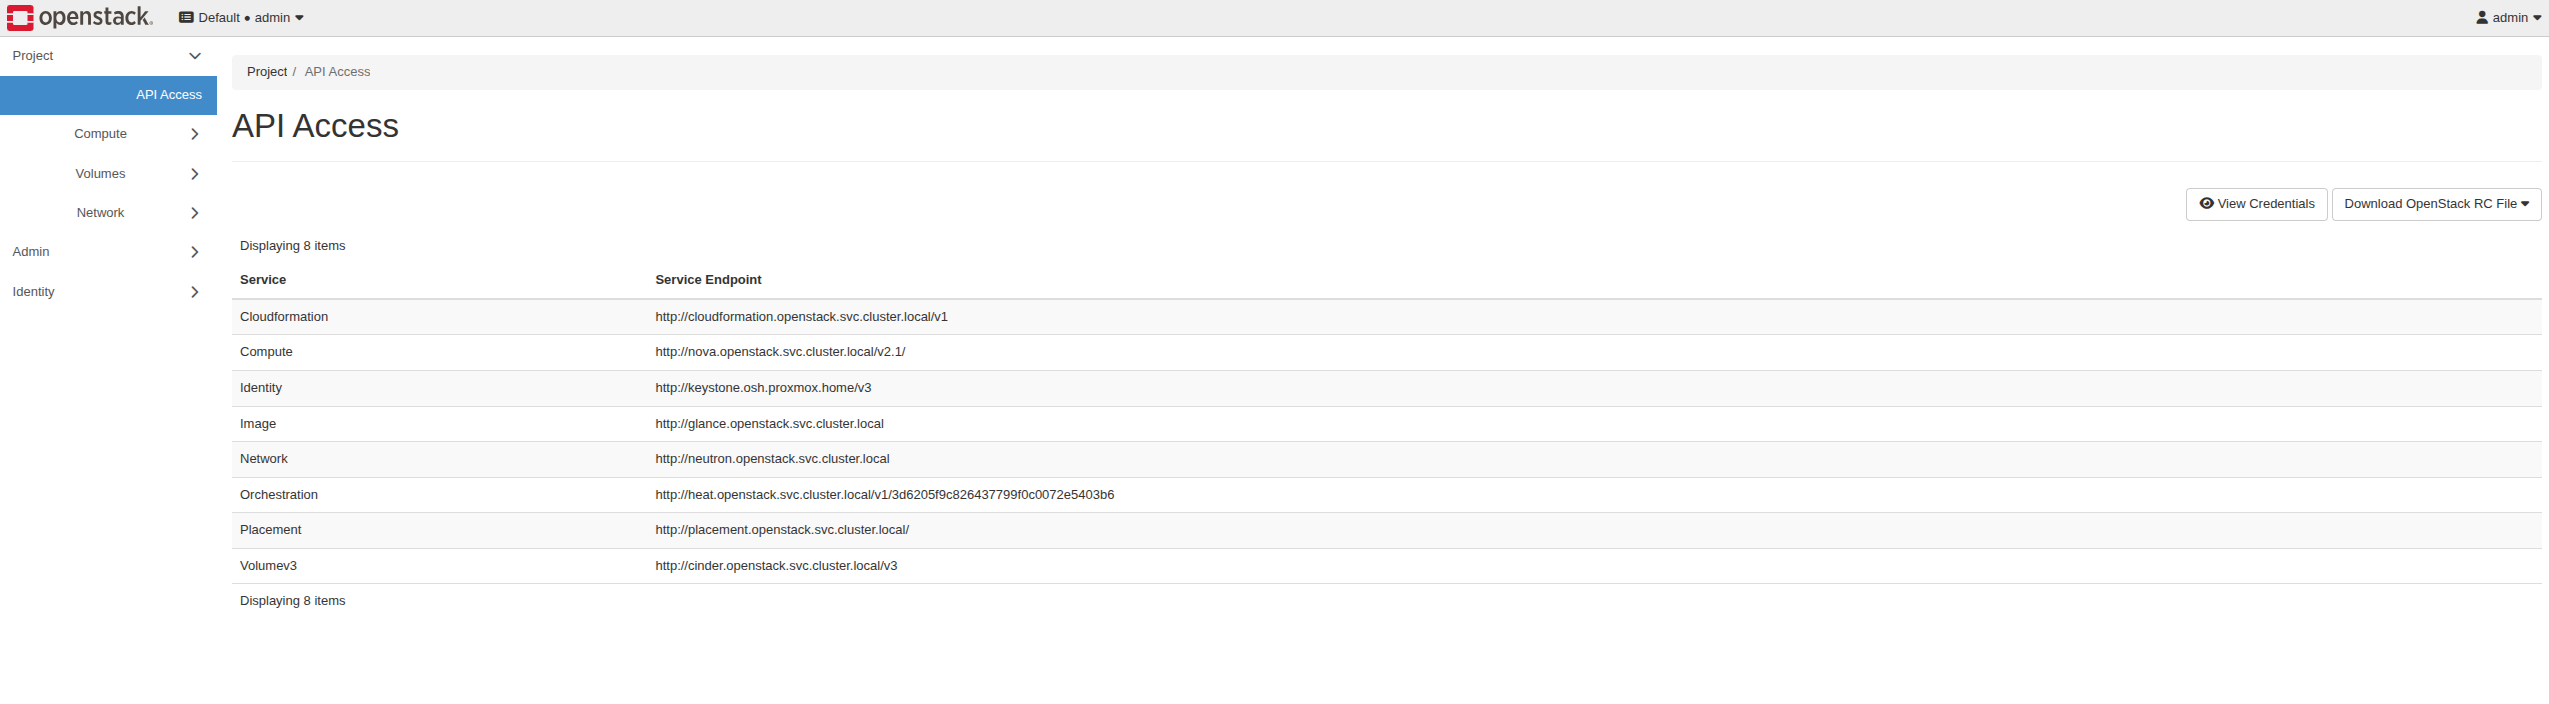 openstack. Default ● admin admin
Project
API Access
Compute
Volumes
Network
Admin
Identity
Project / API Access
API Access
View Credentials Download OpenStack RC File
Displaying 8 items
Service Service Endpoint
Cloudformation http://cloudformation.openstack.svc.cluster.local/v1
Compute http://nova.openstack.svc.cluster.local/v2.1/
Identity http://keystone.osh.proxmox.home/v3
Image http://glance.openstack.svc.cluster.local
Network http://neutron.openstack.svc.cluster.local
Orchestration http://heat.openstack.svc.cluster.local/v1/3d6205f9c826437799f0c0072e5403b6
Placement http://placement.openstack.svc.cluster.local/
Volumev3 http://cinder.openstack.svc.cluster.local/v3
Displaying 8 items